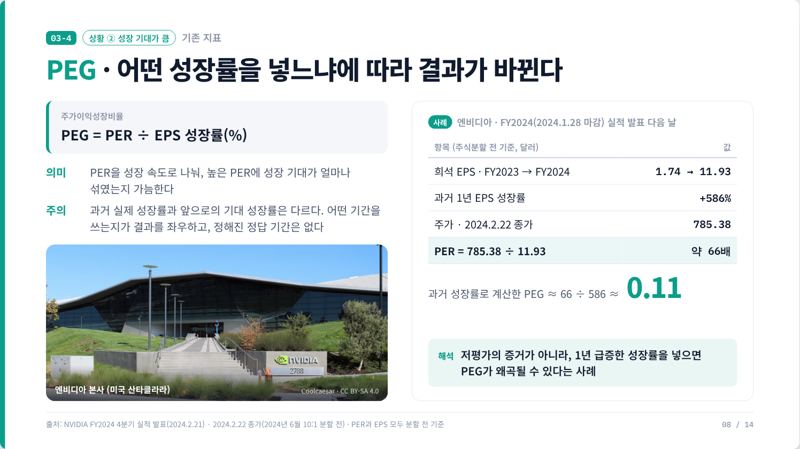 03-4 상황 ② 성장 기대가 큼 기존 지표
PEG · 어떤 성장률을 넣느냐에 따라 결과가 바뀐다
주가이익성장비율
PEG = PER ÷ EPS 성장률(%)
의미 PER을 성장 속도로 나눠, 높은 PER에 성장 기대가 얼마나
섞였는지 가늠한다
주의 과거 실제 성장률과 앞으로의 기대 성장률은 다르다. 어떤 기간을
쓰는지가 결과를 좌우하고, 정해진 정답 기간은 없다
NVIDIA
2788
엔비디아 본사 (미국 산타클라라)
Coolcaesar · CC BY-SA 4.0
사례 엔비디아 · FY2024(2024.1.28 마감) 실적 발표 다음 날
항목 (주식분할 전 기준, 달러) 값
희석 EPS · FY2023 → FY2024 1.74 → 11.93
과거 1년 EPS 성장률 +586%
주가 · 2024.2.22 종가 785.38
PER = 785.38 ÷ 11.93 약 66배
과거 성장률로 계산한 PEG ≈ 66 ÷ 586 ≈ 0.11
해석 저평가의 증거가 아니라, 1년 급증한 성장률을 넣으면
PEG가 왜곡될 수 있다는 사례
출처: NVIDIA FY2024 4분기 실적 발표(2024.2.21) · 2024.2.22 종가(2024년 6월 10:1 분할 전) · PER과 EPS 모두 분할 전 기준
08 / 14